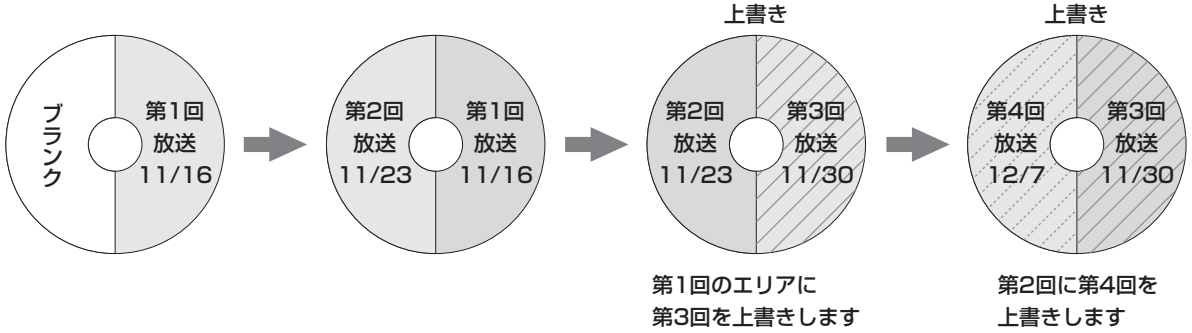 ブランク
第1回
放送
11/16
第2回
放送
11/23
第1回
放送
11/16
上書き
第2回
放送
11/23
第3回
放送
11/30
第1回のエリアに
第3回を上書きします
上書き
第4回
放送
12/7
第3回
放送
11/30
第2回に第4回を
上書きします